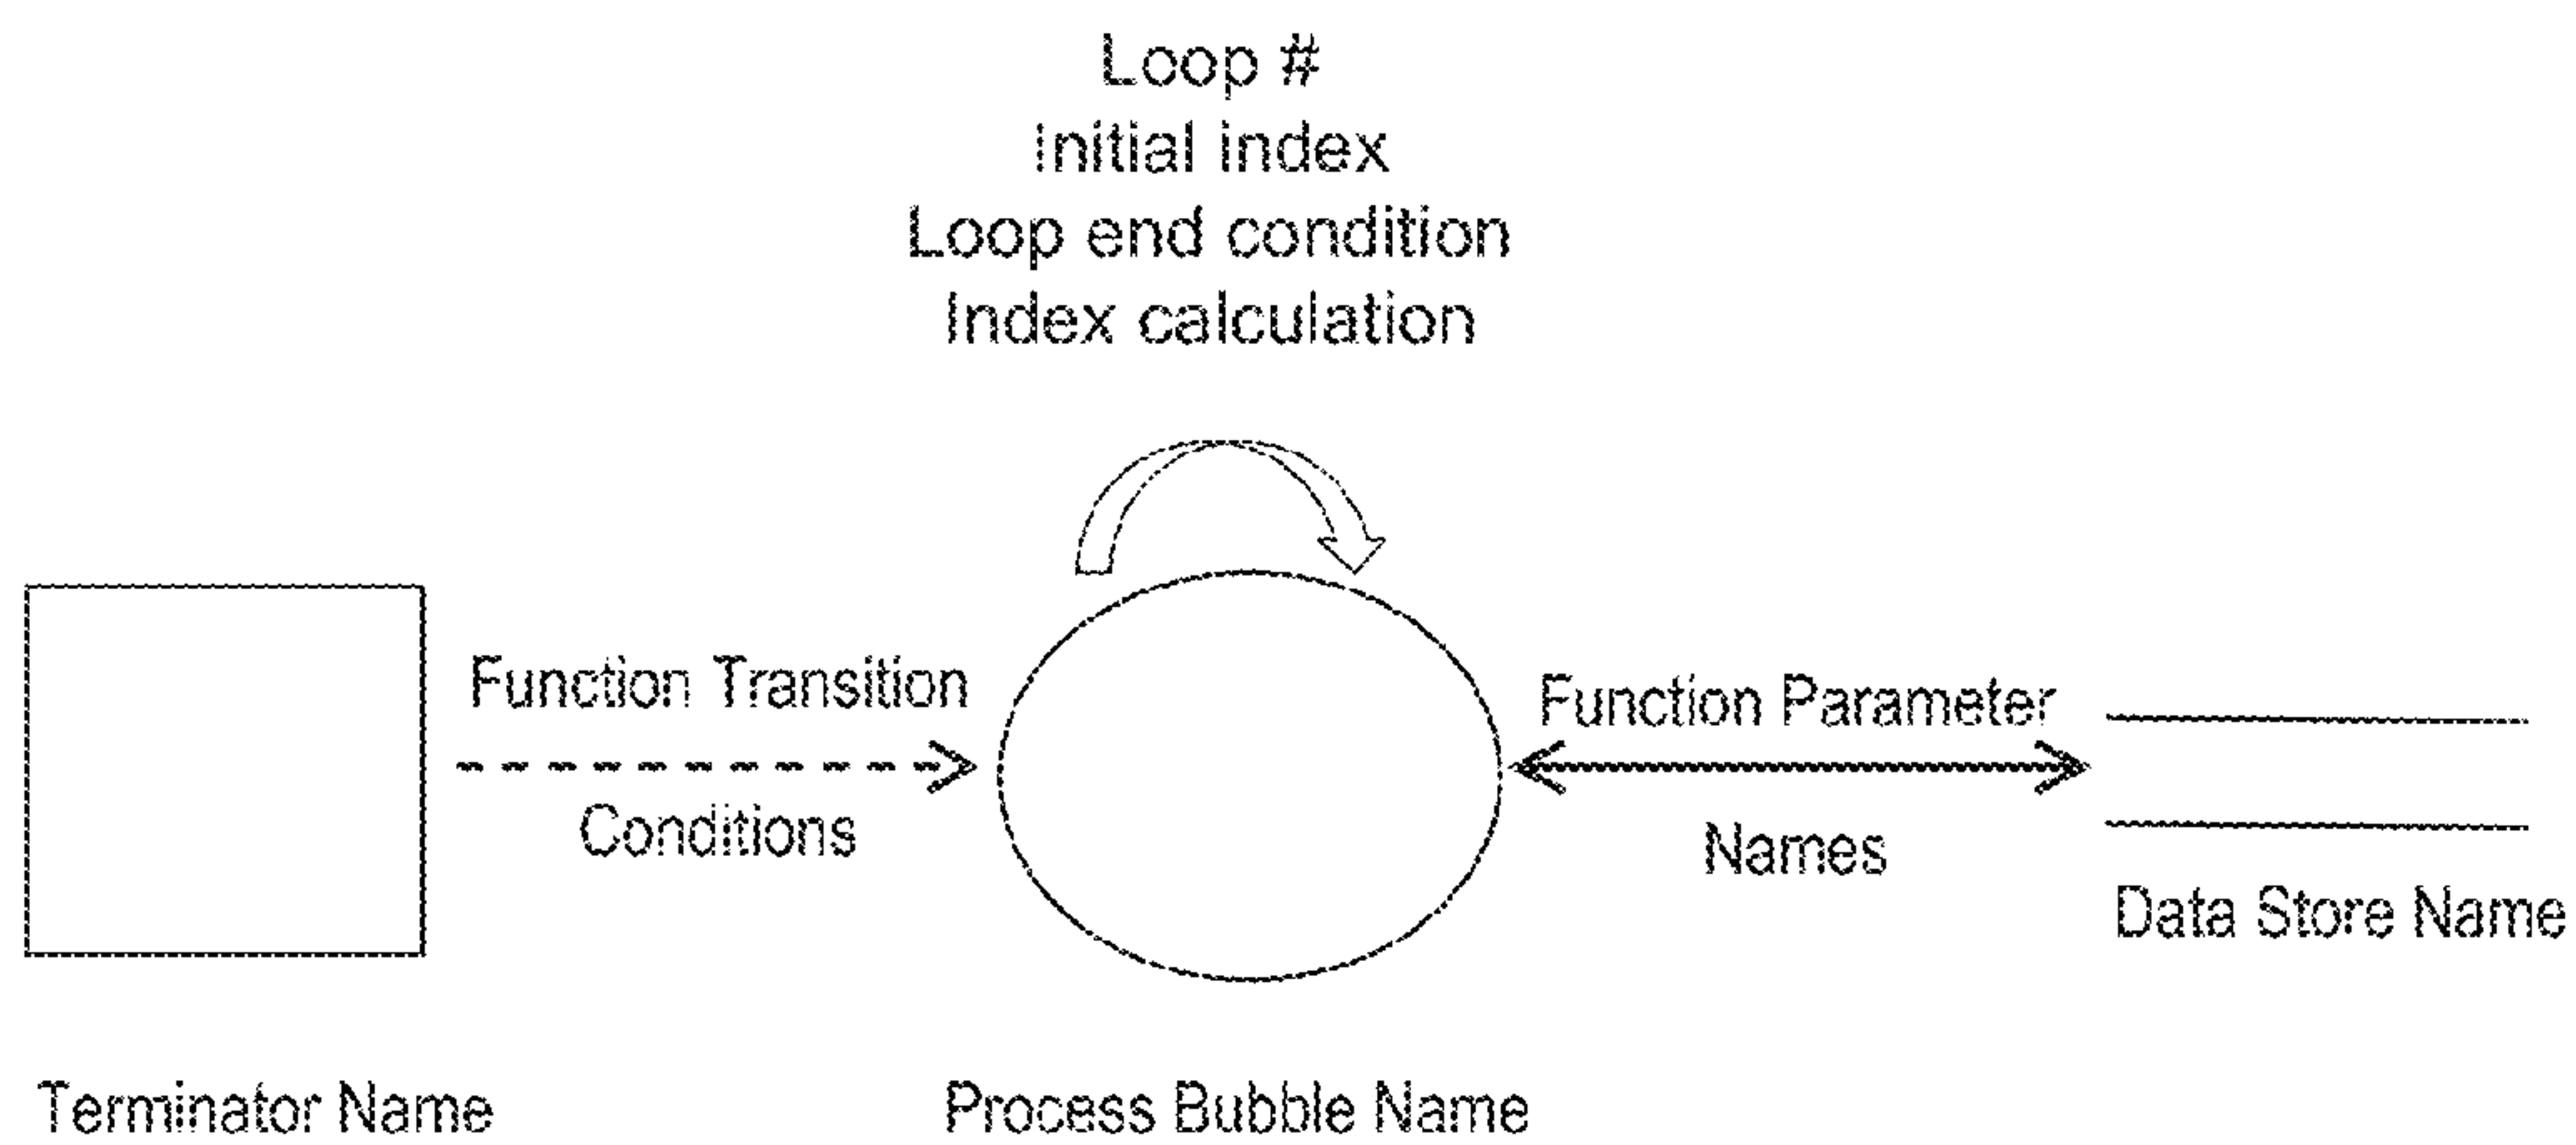 Loop #
Initial index
Loop end condition
Index calculation
Function Transition
Conditions
Function Parameter
Names
Data Store Name
Terminator Name
Process Bubble Name